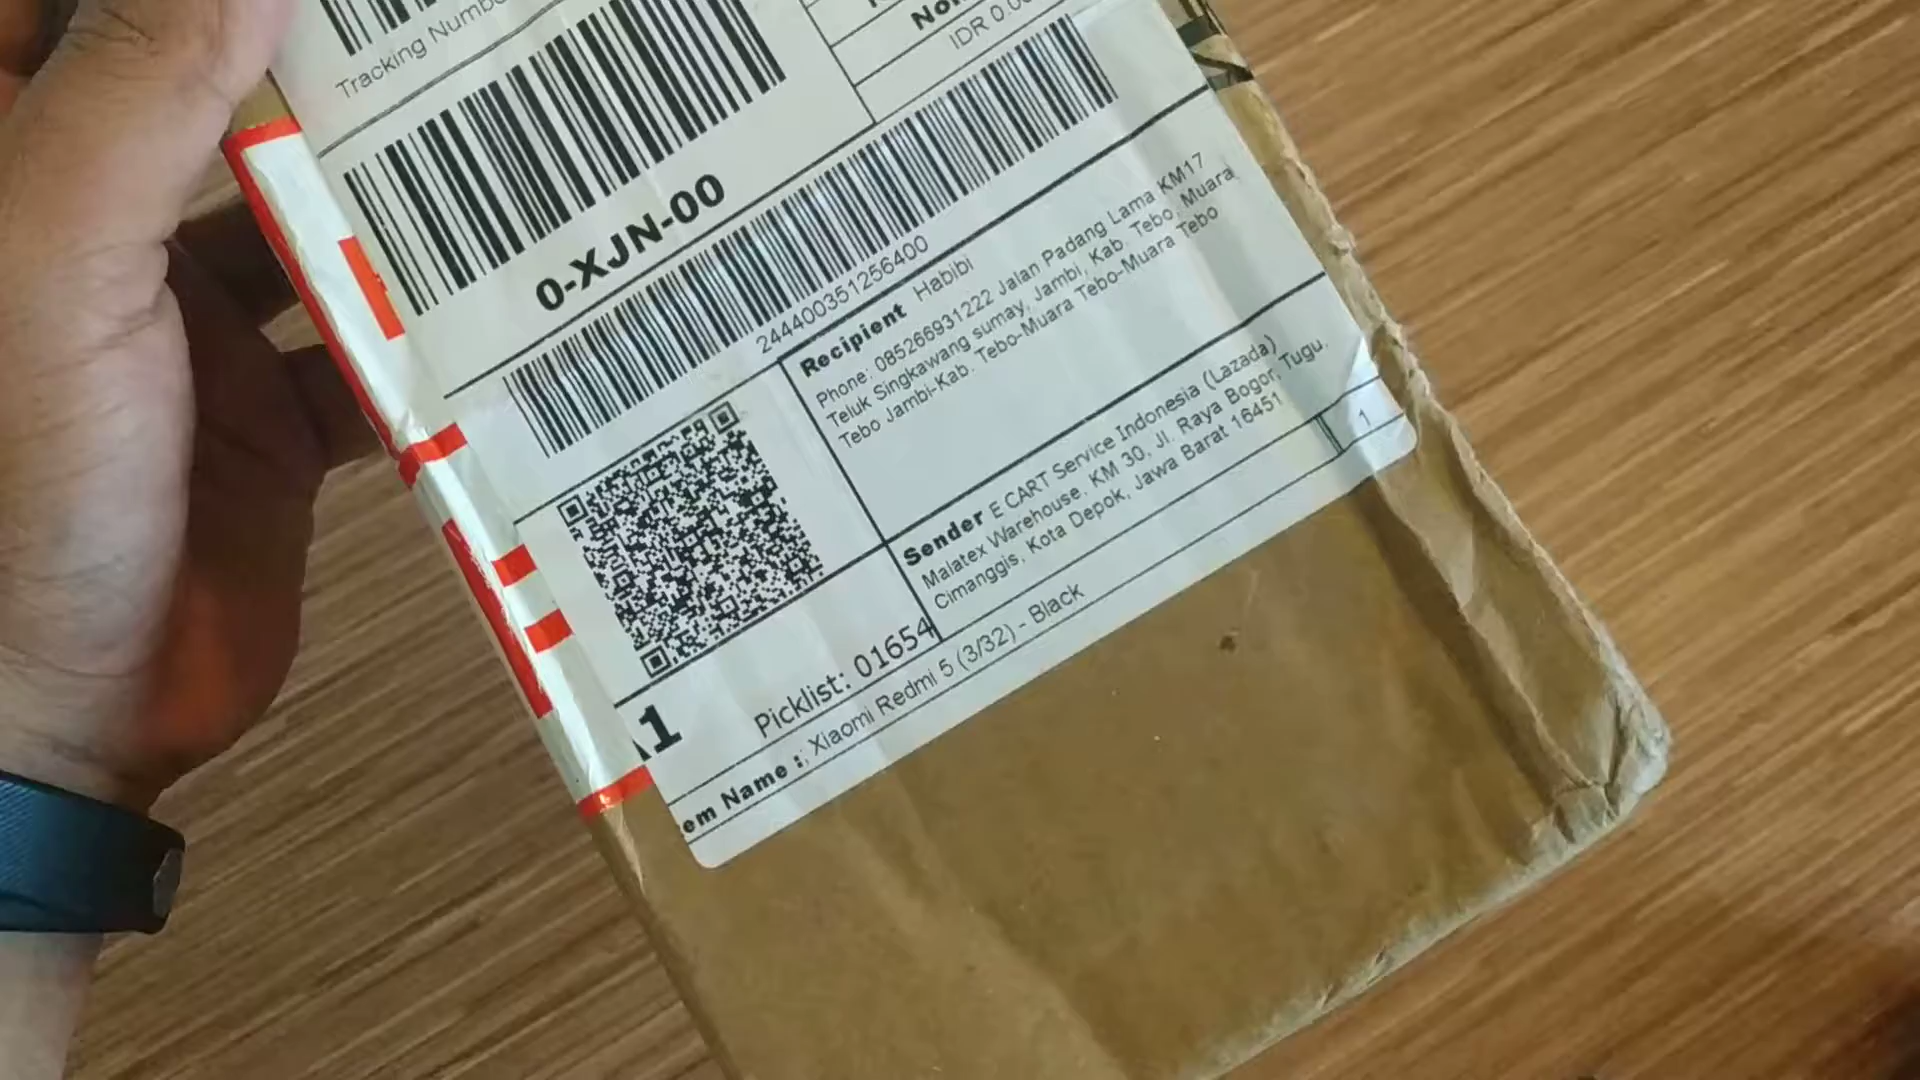 Tracking Numbe
IDR 0.0
0-XJN-00
244400351256400
Recipient Habibi
Phone: 085266931222 Jalan Padang Lama KM17
Teluk Singkawang sumay, Jambi, Kab. Tebo, Muara
Tebo Jambi-Kab. Tebo-Muara Tebo-Muara Tebo
Sender E CART Service Indonesia (Lazada)
Malatex Warehouse, KM 30, Jl. Raya Bogor, Tugu.
Cimanggis, Kota Depok, Jawa Barat 16451
1
Picklist: 01654
1
em Name :; Xiaomi Redmi 5 (3/32) - Black